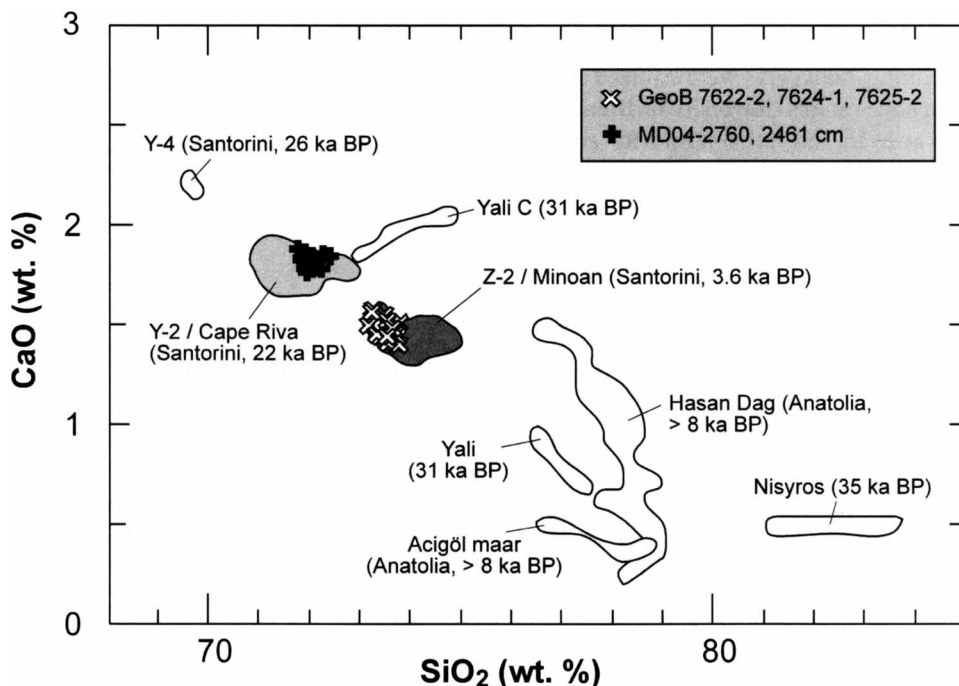 3
GeoB 7622-2, 7624-1, 7625-2
MD04-2760, 2461 cm
Y-4 (Santorini, 26 ka BP)
Yali C (31 ka BP)
2
Z-2 / Minoan (Santorini, 3.6 ka BP)
Y-2 / Cape Riva
(Santorini, 22 ka BP)
CaO (wt. %)
Hasan Dag (Anatolia,
> 8 ka BP)
1
Yali
(31 ka BP)
Nisyros (35 ka BP)
Acigöl maar
(Anatolia, > 8 ka BP)
0
70
80
SiO₂ (wt. %)